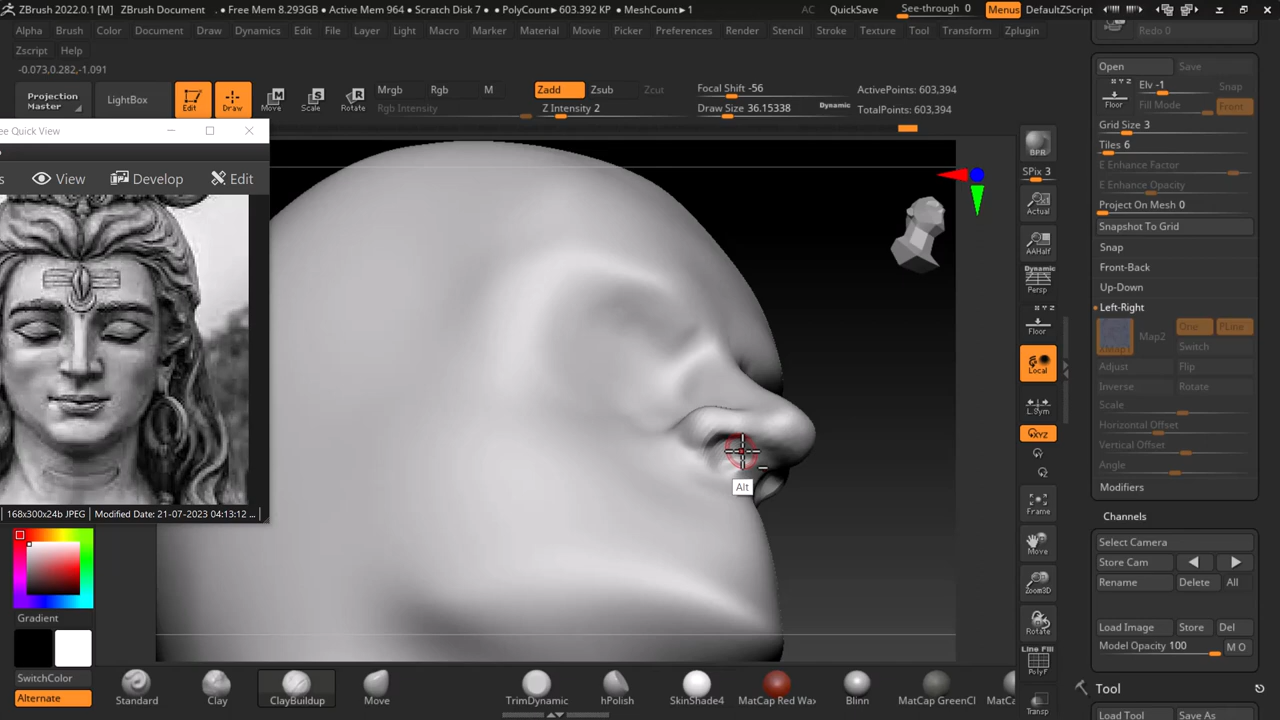 ZBrush 2022.0.1 [M] ZBrush Document . • Free Mem 8.293GB • Active Mem 964 • Scratch Disk 7 • PolyCount▸ 603.392 KP • MeshCount▸ 1 AC QuickSave See-through 0 Menus DefaultZScript
Alpha Brush Color Document Draw Dynamics Edit File Layer Light Macro Marker Material Movie Picker Preferences Render Stencil Stroke Texture Tool Transform Zplugin
Zscript Help
-0.073,0.282,-1.091
Projection Master
LightBox
Edit
Draw
Move
Scale
Rotate
Mrgb Rgb M
Rgb Intensity
Zadd Zsub Zcut
Z Intensity 2
Focal Shift -56
Draw Size 36.15338 Dynamic
ActivePoints: 603,394
TotalPoints: 603,394
ee Quick View
s View Develop Edit
168x300x24b JPEG Modified Date: 21-07-2023 04:13:12 ...
Gradient
SwitchColor
Alternate
Alt
Standard
Clay
ClayBuildup
Move
TrimDynamic
hPolish
SkinShade4
MatCap Red Wax
Blinn
MatCap GreenCl
MatCa
BPR
SPix 3
Actual
AAHalf
Dynamic
Persp
Floor
Local
L.Sym
XYZ
Frame
Move
Zoom3D
Rotate
Line Fill
PolyF
Transp
Redo 0
Open Save
X Y Z
Floor
Elv -1 Snap
Fill Mode Front
Grid Size 3
Tiles 6
E Enhance Factor
E Enhance Opacity
Project On Mesh 0
Snapshot To Grid
Snap
Front-Back
Up-Down
Left-Right
Map1
Map2
One PLine
Switch
Adjust Flip
Inverse Rotate
Scale
Horizontal Offset
Vertical Offset
Angle
Modifiers
Channels
Select Camera
Store Cam
Rename Delete All
Load Image Store Del
Model Opacity 100 M O
Tool
Load Tool Save As